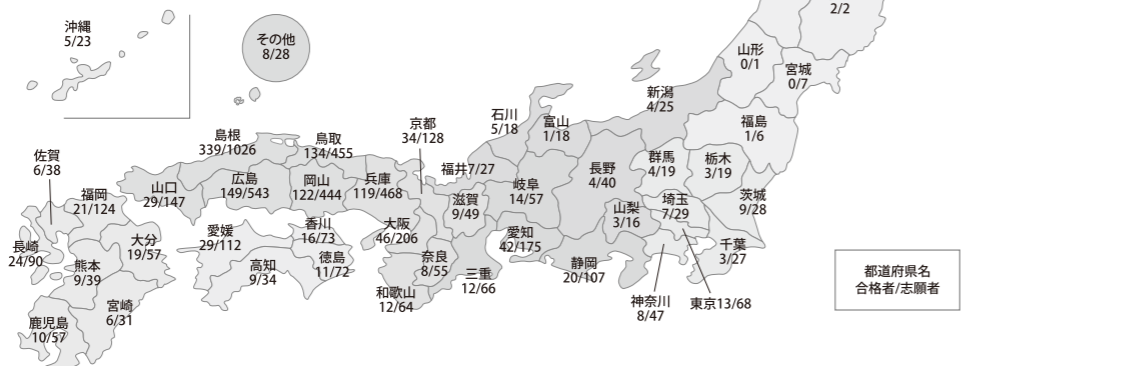 2/2
沖縄
5/23
その他
8/28
山形
0/1
宮城
0/7
新潟
4/25
福島
1/6
石川
5/18
富山
1/18
京都
34/128
島根
339/1026
鳥取
134/455
佐賀
6/38
福井7/27
群馬
4/19
栃木
3/19
長野
4/40
広島
149/543
岡山
122/444
兵庫
119/468
山口
29/147
福岡
21/124
岐阜
14/57
滋賀
9/49
茨城
9/28
埼玉
7/29
山梨
3/16
香川
16/73
大阪
46/206
愛媛
29/112
愛知
42/175
長崎
24/90
大分
19/57
千葉
3/27
奈良
8/55
徳島
11/72
高知
9/34
熊本
9/39
静岡
20/107
三重
12/66
都道府県名
合格者/志願者
和歌山
12/64
神奈川
8/47
東京13/68
宮崎
6/31
鹿児島
10/57